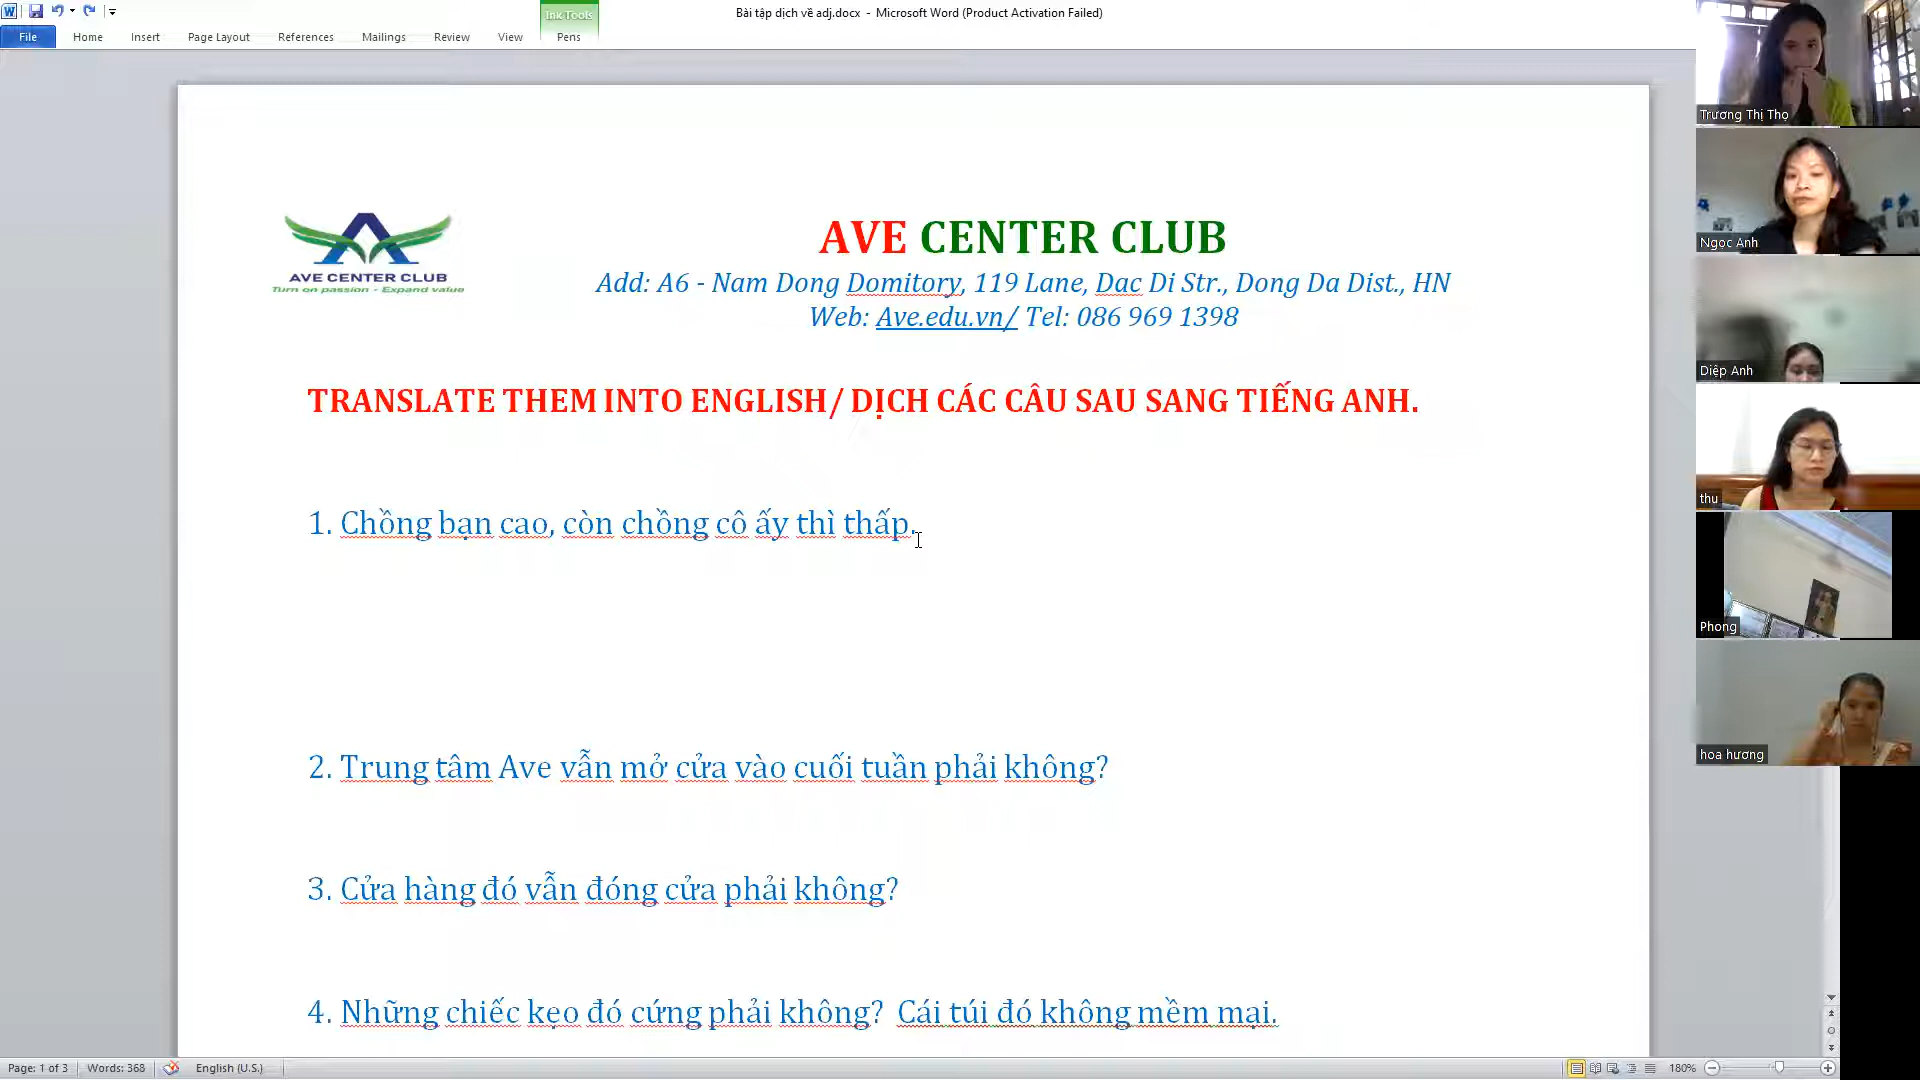 Bài tập dịch về adj.docx - Microsoft Word (Product Activation Failed)
Ink Tools
File Home Insert Page Layout References Mailings Review View Pens
Trương Thị Thọ
Ngoc Anh
Diệp Anh
thu
Phong
hoa hương
AVE CENTER CLUB
Turn on passion - Expand value
AVE CENTER CLUB
Add: A6 - Nam Dong Domitory, 119 Lane, Dac Di Str., Dong Da Dist., HN
Web: Ave.edu.vn/ Tel: 086 969 1398
TRANSLATE THEM INTO ENGLISH/ DỊCH CÁC CÂU SAU SANG TIẾNG ANH.
1. Chồng bạn cao, còn chồng cô ấy thì thấp.
2. Trung tâm Ave vẫn mở cửa vào cuối tuần phải không?
3. Cửa hàng đó vẫn đóng cửa phải không?
4. Những chiếc kẹo đó cứng phải không? Cái túi đó không mềm mại.
Page: 1 of 3 Words: 368 English (U.S.) 180%